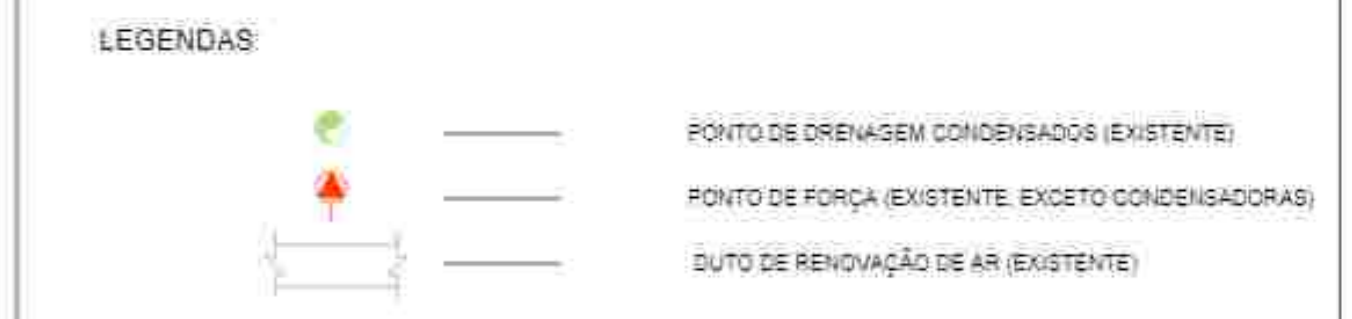 LEGENDAS:
PONTO DE DRENAGEM CONDENSADOS (EXISTENTE)
PONTO DE FORÇA (EXISTENTE, EXCETO CONDENSADORAS)
DUTO DE RENOVAÇÃO DE AR (EXISTENTE)